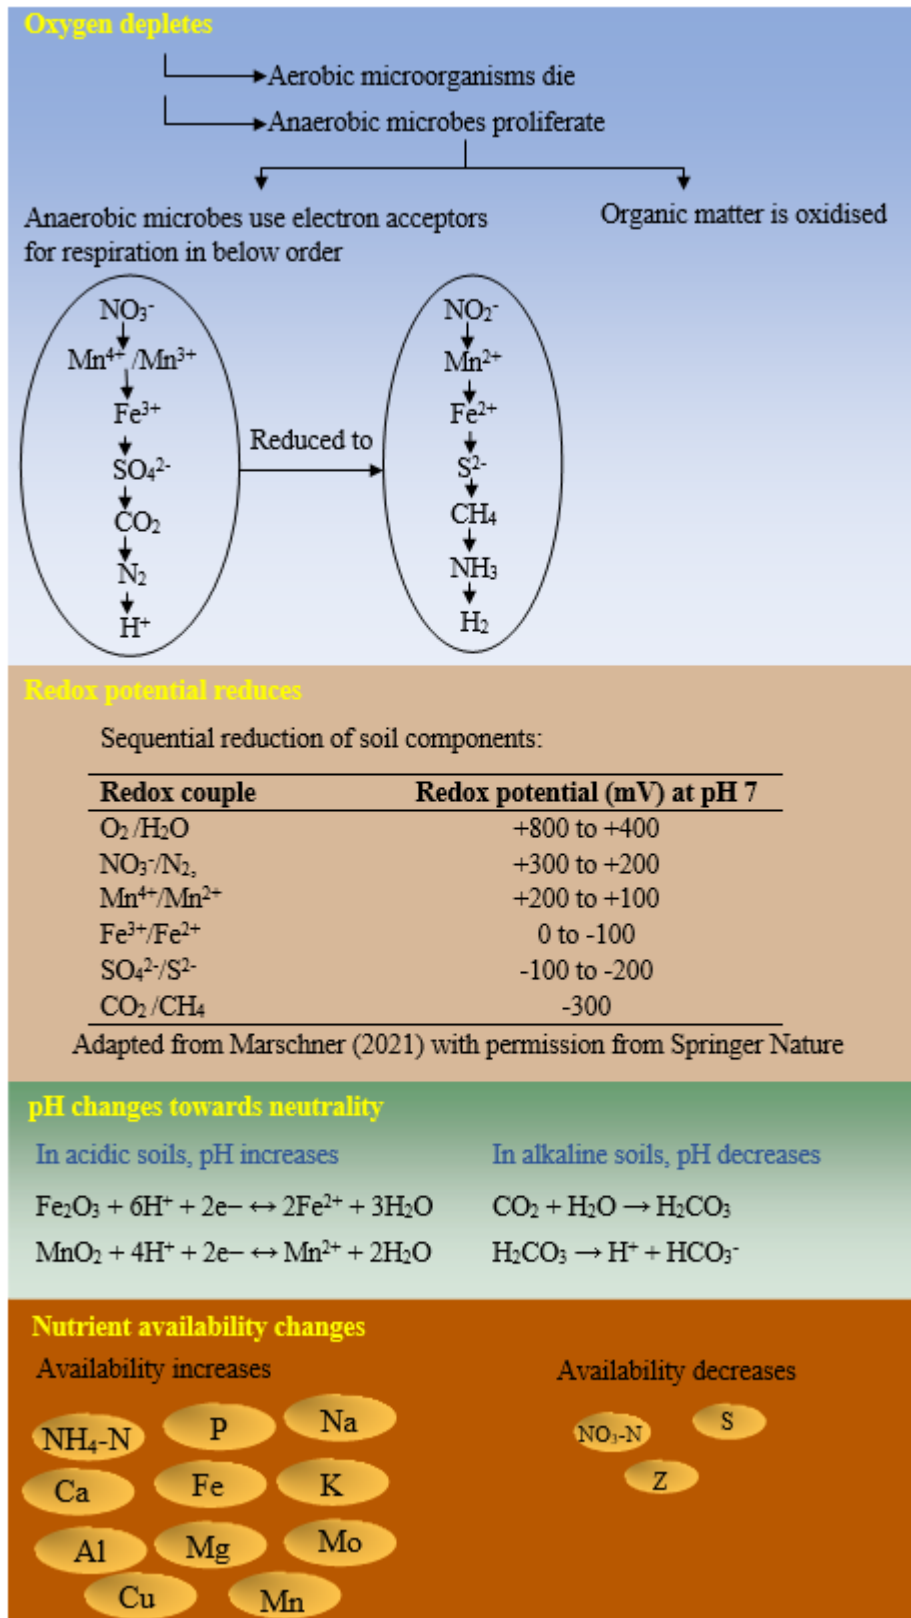 Oxygen depletes
Aerobic microorganisms die
Anaerobic microbes proliferate
Anaerobic microbes use electron acceptors
for respiration in below order
Organic matter is oxidised
NO₃⁻
Mn⁴⁺ /Mn³⁺
Fe³⁺
SO₄²⁻
CO₂
N₂
H⁺
Reduced to
NO₂⁻
Mn²⁺
Fe²⁺
S²⁻
CH₄
NH₃
H₂
Redox potential reduces
Sequential reduction of soil components:
Redox couple Redox potential (mV) at pH 7
O₂ /H₂O +800 to +400
NO₃⁻/N₂, +300 to +200
Mn⁴⁺/Mn²⁺ +200 to +100
Fe³⁺/Fe²⁺ 0 to -100
SO₄²⁻/S²⁻ -100 to -200
CO₂ /CH₄ -300
Adapted from Marschner (2021) with permission from Springer Nature
pH changes towards neutrality
In acidic soils, pH increases
Fe₂O₃ + 6H⁺ + 2e– ↔ 2Fe²⁺ + 3H₂O
MnO₂ + 4H⁺ + 2e– ↔ Mn²⁺ + 2H₂O
In alkaline soils, pH decreases
CO₂ + H₂O → H₂CO₃
H₂CO₃ → H⁺ + HCO₃⁻
Nutrient availability changes
Availability increases
NH₄-N P Na
Ca Fe K
Al Mg Mo
Cu Mn
Availability decreases
NO₃-N S
Z